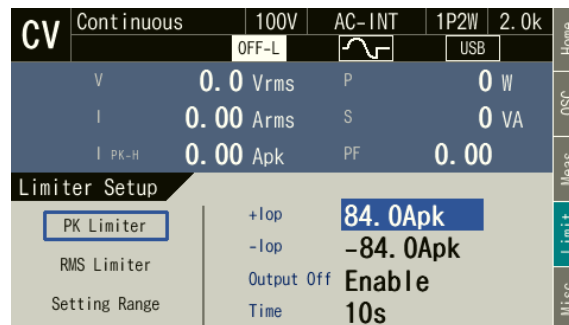 CV Continuous 100V AC-INT 1P2W 2.0k
OFF-L USB
V 0.0 Vrms P 0 W
I 0.00 Arms S 0 VA
I PK-H 0.00 Apk PF 0.00
Limiter Setup
PK Limiter
RMS Limiter
Setting Range
+Iop 84.0Apk
-Iop -84.0Apk
Output Off Enable
Time 10s
Home
OSC
Meas
Limit
Misc